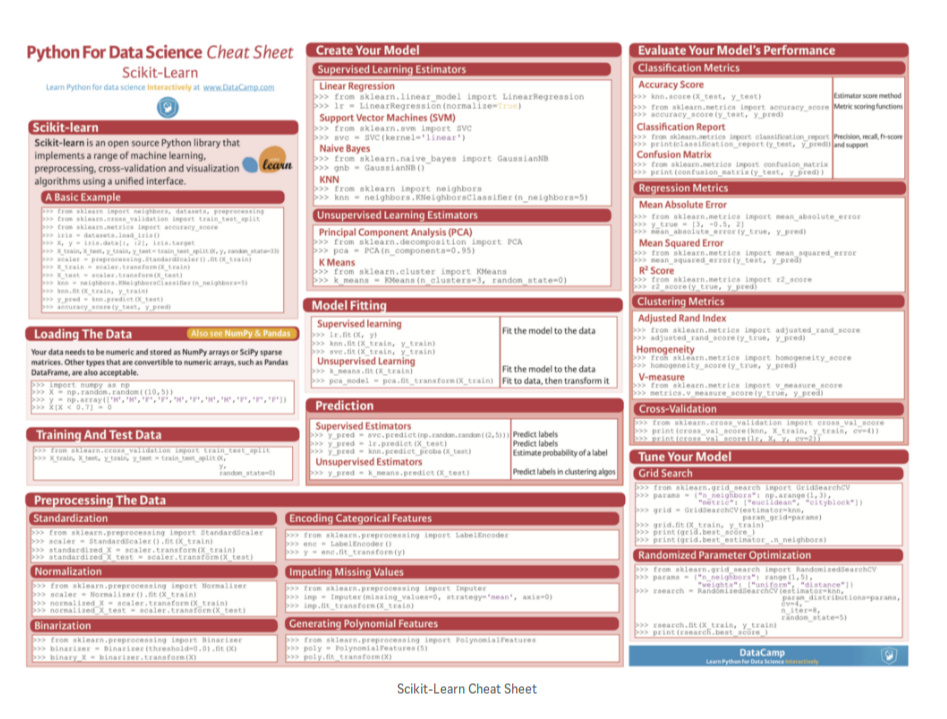 Python For Data Science Cheat Sheet
Scikit-Learn
Learn Python for data science Interactively at www.DataCamp.com
Scikit-learn
Scikit-learn is an open source Python library that
implements a range of machine learning,
preprocessing, cross-validation and visualization
algorithms using a unified interface.
learn
A Basic Example
>>> from sklearn import neighbors, datasets, preprocessing
>>> from sklearn.cross_validation import train_test_split
>>> from sklearn.metrics import accuracy_score
>>> iris = datasets.load_iris()
>>> X, y = iris.data[:, :2], iris.target
>>> X_train, X_test, y_train, y_test = train_test_split(X, y, random_state=33)
>>> scaler = preprocessing.StandardScaler().fit(X_train)
>>> X_train = scaler.transform(X_train)
>>> X_test = scaler.transform(X_test)
>>> knn = neighbors.KNeighborsClassifier(n_neighbors=5)
>>> knn.fit(X_train, y_train)
>>> y_pred = knn.predict(X_test)
>>> accuracy_score(y_test, y_pred)
Loading The Data
Also see NumPy & Pandas
Your data needs to be numeric and stored as NumPy arrays or SciPy sparse
matrices. Other types that are convertible to numeric arrays, such as Pandas
DataFrame, are also acceptable.
>>> import numpy as np
>>> X = np.random.random((10,5))
>>> y = np.array(['M','M','F','F','M','F','M','M','F','F','F'])
>>> X[X < 0.7] = 0
Training And Test Data
>>> from sklearn.cross_validation import train_test_split
>>> X_train, X_test, y_train, y_test = train_test_split(X,
y,
random_state=0)
Preprocessing The Data
Standardization
>>> from sklearn.preprocessing import StandardScaler
>>> scaler = StandardScaler().fit(X_train)
>>> standardized_X = scaler.transform(X_train)
>>> standardized_X_test = scaler.transform(X_test)
Normalization
>>> from sklearn.preprocessing import Normalizer
>>> scaler = Normalizer().fit(X_train)
>>> normalized_X = scaler.transform(X_train)
>>> normalized_X_test = scaler.transform(X_test)
Binarization
>>> from sklearn.preprocessing import Binarizer
>>> binarizer = Binarizer(threshold=0.0).fit(X)
>>> binary_X = binarizer.transform(X)
Encoding Categorical Features
>>> from sklearn.preprocessing import LabelEncoder
>>> enc = LabelEncoder()
>>> y = enc.fit_transform(y)
Imputing Missing Values
>>> from sklearn.preprocessing import Imputer
>>> imp = Imputer(missing_values=0, strategy='mean', axis=0)
>>> imp.fit_transform(X_train)
Generating Polynomial Features
>>> from sklearn.preprocessing import PolynomialFeatures
>>> poly = PolynomialFeatures(5)
>>> poly.fit_transform(X)
Create Your Model
Supervised Learning Estimators
Linear Regression
>>> from sklearn.linear_model import LinearRegression
>>> lr = LinearRegression(normalize=True)
Support Vector Machines (SVM)
>>> from sklearn.svm import SVC
>>> svc = SVC(kernel='linear')
Naive Bayes
>>> from sklearn.naive_bayes import GaussianNB
>>> gnb = GaussianNB()
KNN
>>> from sklearn import neighbors
>>> knn = neighbors.KNeighborsClassifier(n_neighbors=5)
Unsupervised Learning Estimators
Principal Component Analysis (PCA)
>>> from sklearn.decomposition import PCA
>>> pca = PCA(n_components=0.95)
K Means
>>> from sklearn.cluster import KMeans
>>> k_means = KMeans(n_clusters=3, random_state=0)
Model Fitting
Supervised learning
>>> lr.fit(X, y) Fit the model to the data
>>> knn.fit(X_train, y_train)
>>> svc.fit(X_train, y_train)
Unsupervised Learning
>>> k_means.fit(X_train) Fit the model to the data
>>> pca_model = pca.fit_transform(X_train) Fit to data, then transform it
Prediction
Supervised Estimators
>>> y_pred = svc.predict(np.random.random((2,5))) Predict labels
>>> y_pred = lr.predict(X_test) Predict labels
>>> y_pred = knn.predict_proba(X_test) Estimate probability of a label
Unsupervised Estimators
>>> y_pred = k_means.predict(X_test) Predict labels in clustering algos
Evaluate Your Model's Performance
Classification Metrics
Accuracy Score
>>> knn.score(X_test, y_test) Estimator score method
>>> from sklearn.metrics import accuracy_score Metric scoring functions
>>> accuracy_score(y_test, y_pred)
Classification Report
>>> from sklearn.metrics import classification_report Precision, recall, f1-score
>>> print(classification_report(y_test, y_pred)) and support
Confusion Matrix
>>> from sklearn.metrics import confusion_matrix
>>> print(confusion_matrix(y_test, y_pred))
Regression Metrics
Mean Absolute Error
>>> from sklearn.metrics import mean_absolute_error
>>> y_true = [3, -0.5, 2]
>>> mean_absolute_error(y_true, y_pred)
Mean Squared Error
>>> from sklearn.metrics import mean_squared_error
>>> mean_squared_error(y_test, y_pred)
R² Score
>>> from sklearn.metrics import r2_score
>>> r2_score(y_true, y_pred)
Clustering Metrics
Adjusted Rand Index
>>> from sklearn.metrics import adjusted_rand_score
>>> adjusted_rand_score(y_true, y_pred)
Homogeneity
>>> from sklearn.metrics import homogeneity_score
>>> homogeneity_score(y_true, y_pred)
V-measure
>>> from sklearn.metrics import v_measure_score
>>> metrics.v_measure_score(y_true, y_pred)
Cross-Validation
>>> from sklearn.cross_validation import cross_val_score
>>> print(cross_val_score(knn, X_train, y_train, cv=4))
>>> print(cross_val_score(lr, X, y, cv=2))
Tune Your Model
Grid Search
>>> from sklearn.grid_search import GridSearchCV
>>> params = {"n_neighbors": np.arange(1,3),
"metric": ["euclidean", "cityblock"]}
>>> grid = GridSearchCV(estimator=knn,
param_grid=params)
>>> grid.fit(X_train, y_train)
>>> print(grid.best_score_)
>>> print(grid.best_estimator_.n_neighbors)
Randomized Parameter Optimization
>>> from sklearn.grid_search import RandomizedSearchCV
>>> params = {"n_neighbors": range(1,5),
"weights": ["uniform", "distance"]}
>>> rsearch = RandomizedSearchCV(estimator=knn,
param_distributions=params,
cv=4,
n_iter=8,
random_state=5)
>>> rsearch.fit(X_train, y_train)
>>> print(rsearch.best_score_)
DataCamp
Learn Python for Data Science Interactively
Scikit-Learn Cheat Sheet